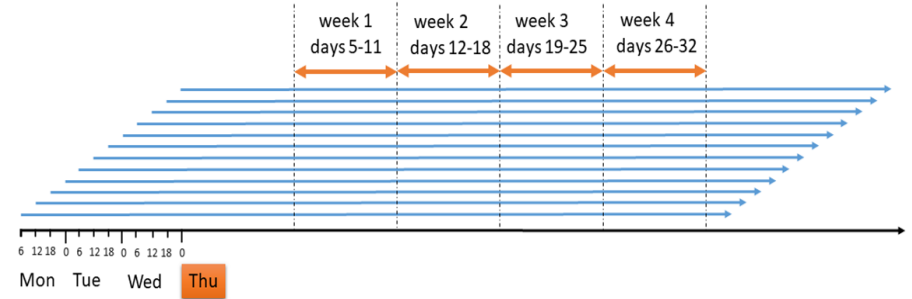 week 1
days 5-11
week 2
days 12-18
week 3
days 19-25
week 4
days 26-32
6 12 18 0 6 12 18 0 6 12 18 0
Mon Tue Wed Thu